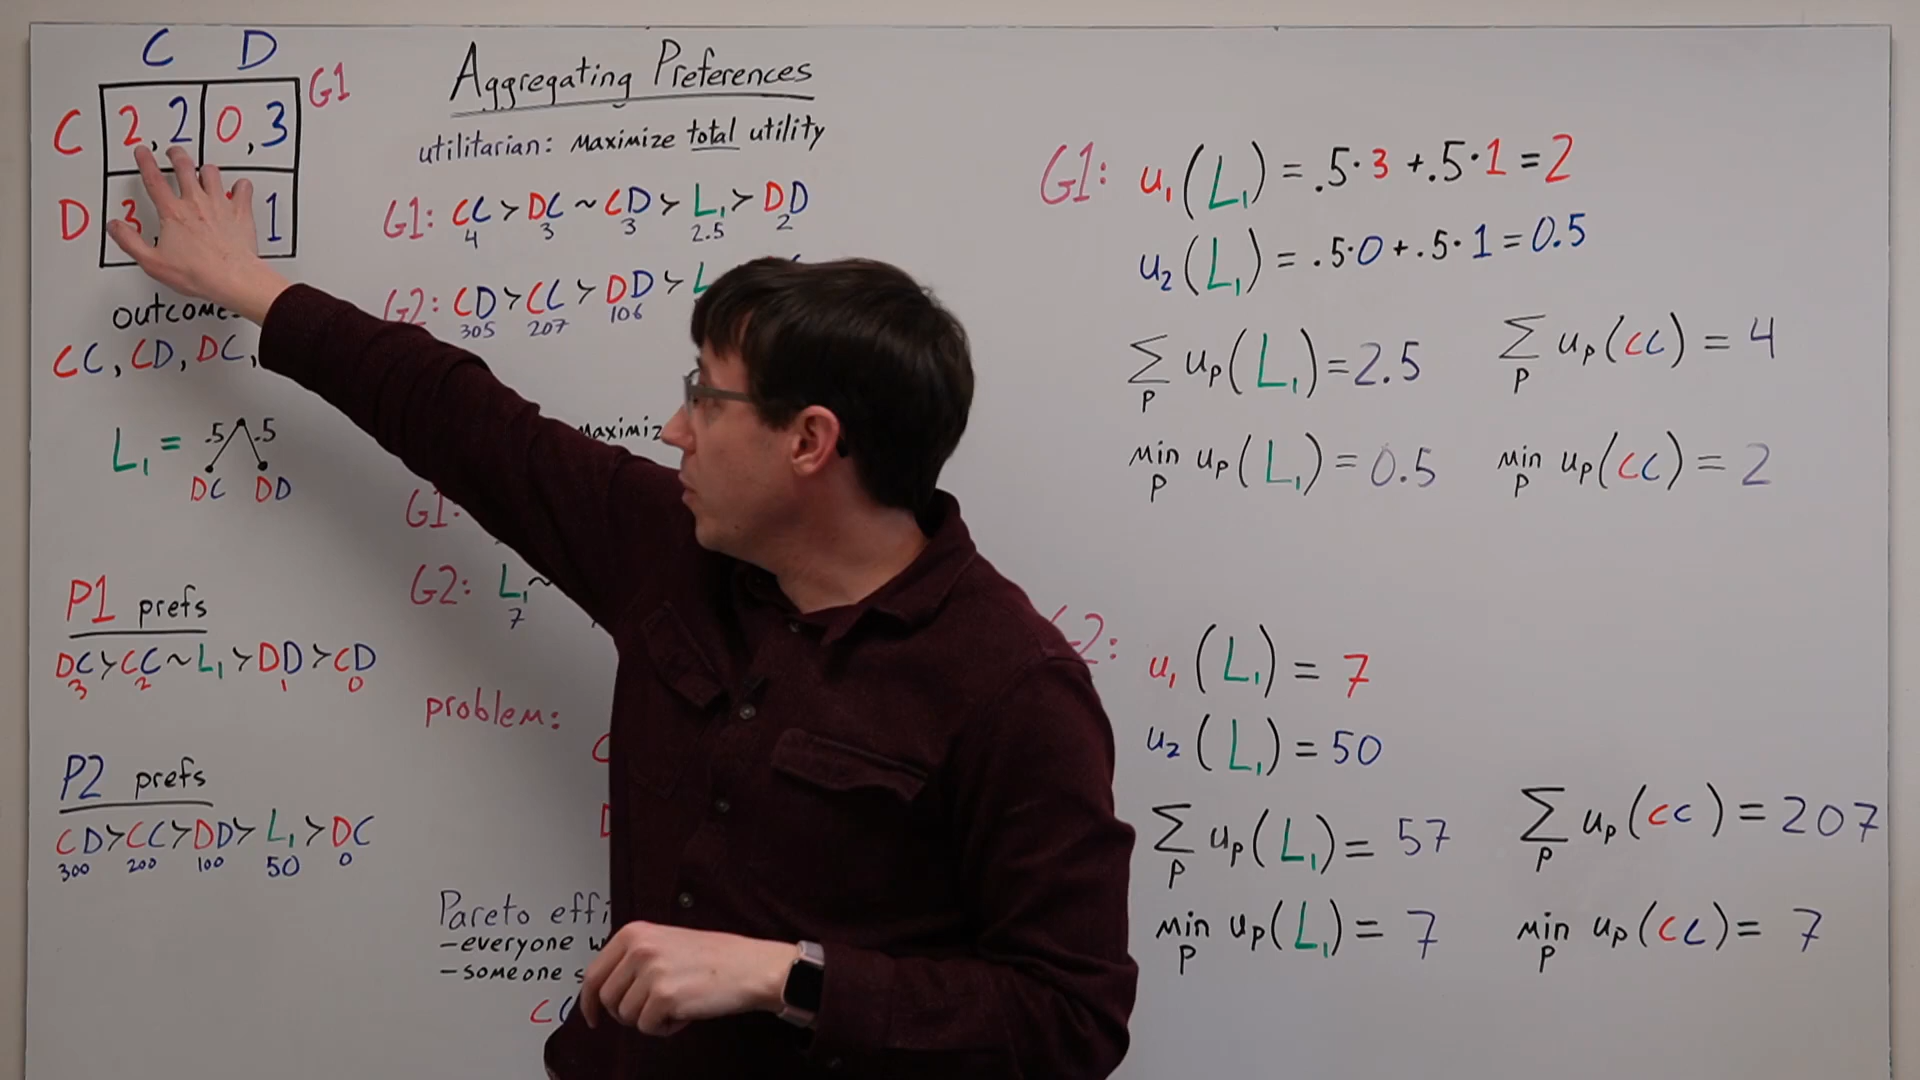 C D
G1
C 2,2 0,3
D 3, 1
outcome
CC, CD, DC,
L₁ = .5 .5
DC DD
P1 prefs
DC > CC ~ L₁ > DD > CD
3 2 1 0
P2 prefs
CD > CC > DD > L₁ > DC
300 200 100 50 0
Aggregating Preferences
utilitarian: maximize total utility
G1: CC > DC ~ CD > L₁ > DD
4 3 3 2.5 2
G2: CD > CC > DD > L
305 207 106
maximiz
G1:
G2: L₁ ~
7
problem:
C
D
Pareto effi
-everyone w
-someone s
CC
G1: u₁(L₁) = .5·3 + .5·1 = 2
u₂(L₁) = .5·0 + .5·1 = 0.5
∑ uₚ(L₁) = 2.5 ∑ uₚ(CC) = 4
P P
min uₚ(L₁) = 0.5 min uₚ(CC) = 2
P P
G2: u₁(L₁) = 7
u₂(L₁) = 50
∑ uₚ(L₁) = 57 ∑ uₚ(CC) = 207
P P
min uₚ(L₁) = 7 min uₚ(CC) = 7
P P